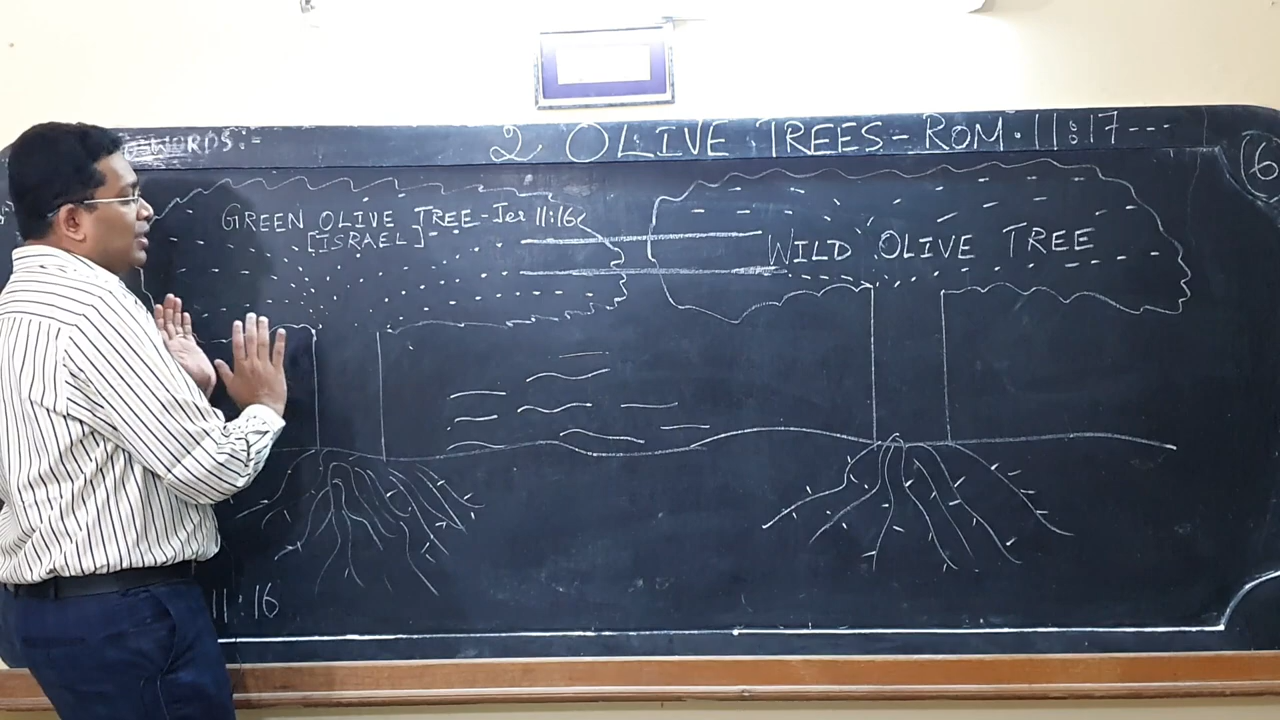 WORDS:-
2 OLIVE TREES-ROM. 11:17---
6
GREEN OLIVE TREE-Jer 11:16
[ISRAEL]
WILD OLIVE TREE
11:16